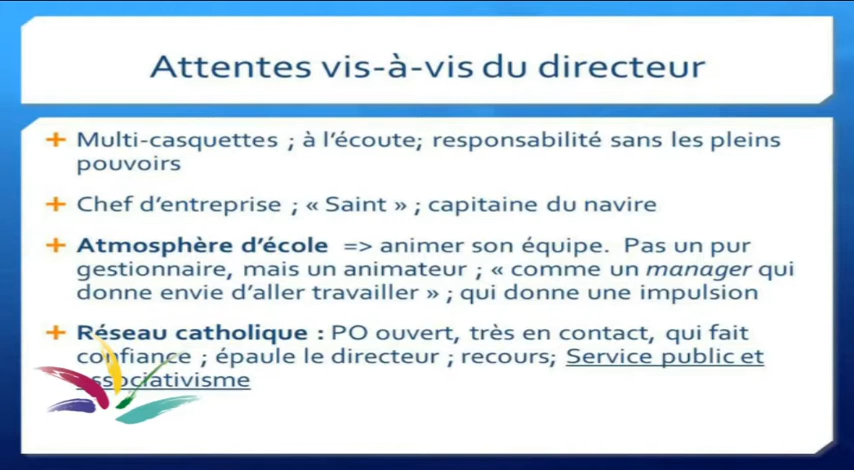 Attentes vis-à-vis du directeur
Multi-casquettes ; à l’écoute; responsabilité sans les pleins
pouvoirs
Chef d’entreprise ; « Saint » ; capitaine du navire
Atmosphère d’école => animer son équipe. Pas un pur
gestionnaire, mais un animateur ; « comme un manager qui
donne envie d’aller travailler » ; qui donne une impulsion
Réseau catholique : PO ouvert, très en contact, qui fait
confiance ; épaule le directeur ; recours; Service public et
associativisme